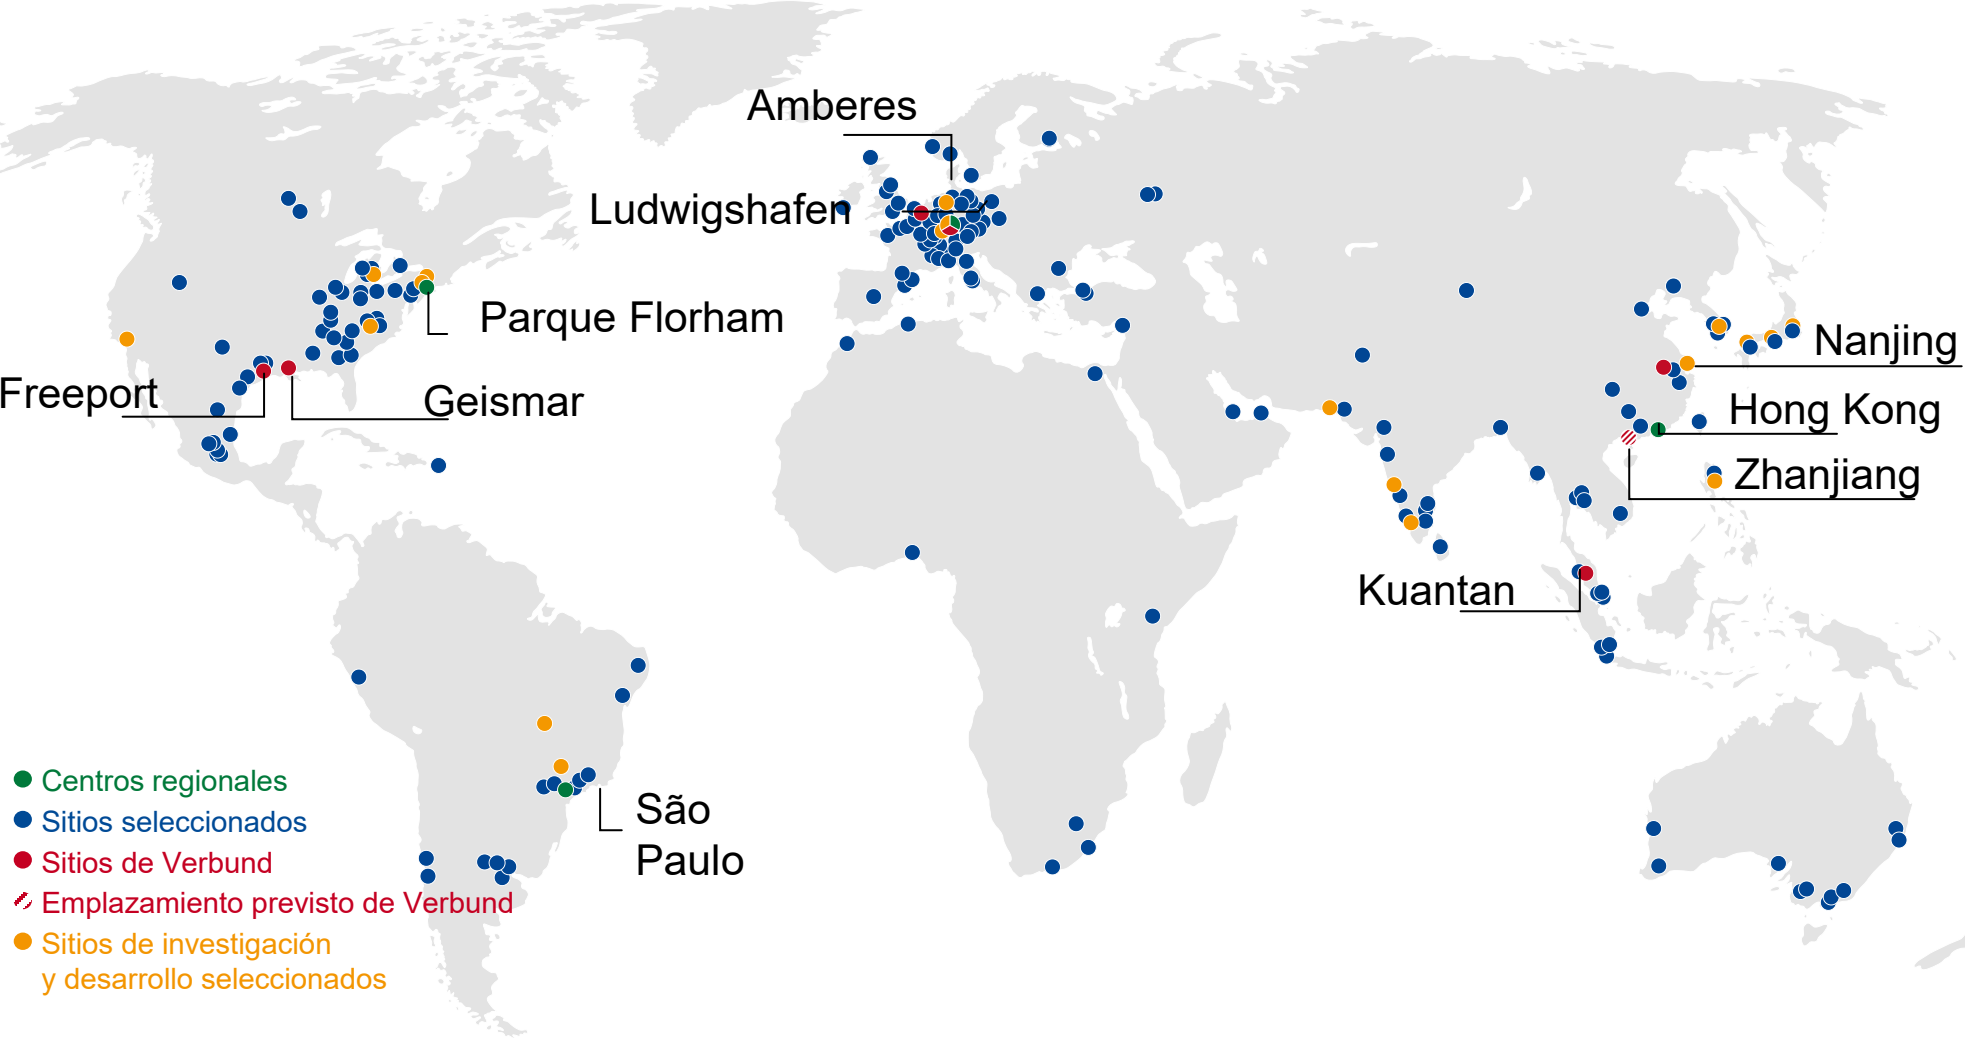 Amberes
Ludwigshafen
Parque Florham
Nanjing
Freeport
Geismar
Hong Kong
Zhanjiang
Kuantan
São
Paulo
Centros regionales
Sitios seleccionados
Sitios de Verbund
Emplazamiento previsto de Verbund
Sitios de investigación
y desarrollo seleccionados